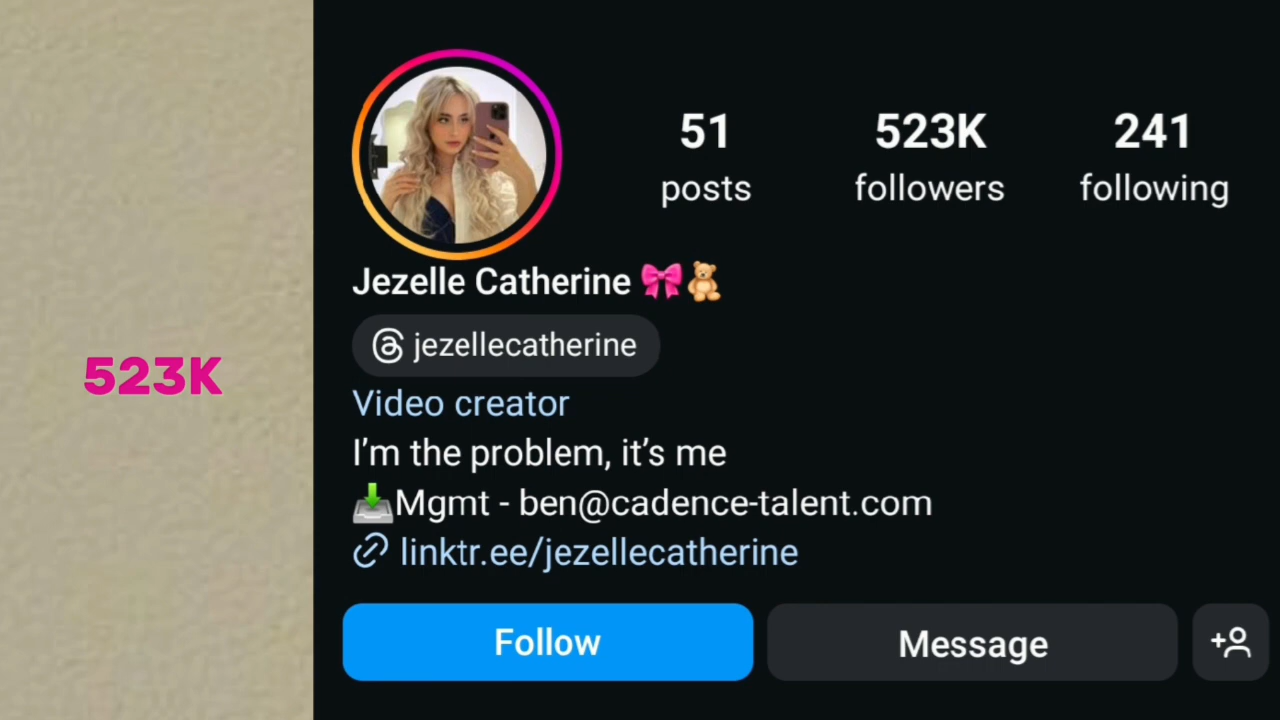 523K
51 523K 241
posts followers following
Jezelle Catherine 🎀🧸
jezellecatherine
Video creator
I’m the problem, it’s me
📥Mgmt - ben@cadence-talent.com
linktr.ee/jezellecatherine
Follow Message